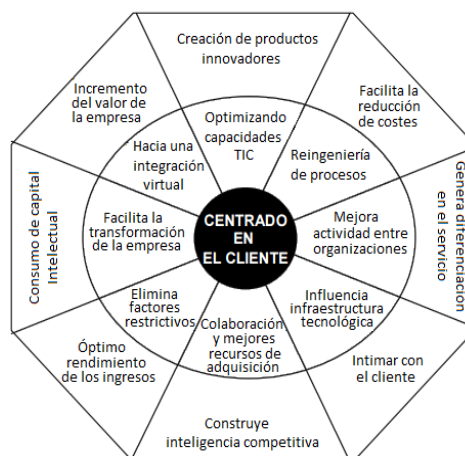 Creación de productos
innovadores
Incremento
del valor de
la empresa
Facilita la
reducción
de costes
Optimizando
capacidades
TIC
Hacia una
integración
virtual
Reingeniería
de procesos
Consumo de capital
Intelectual
Facilita la
transformación
de la empresa
CENTRADO
EN
EL CLIENTE
Mejora
actividad entre
organizaciones
Genera diferenciación
en el servicio
Elimina
factores
restrictivos
Colaboración
y mejores
recursos de
adquisición
Influencia
infraestructura
tecnológica
Óptimo
rendimiento
de los ingresos
Intimar con
el cliente
Construye
inteligencia competitiva